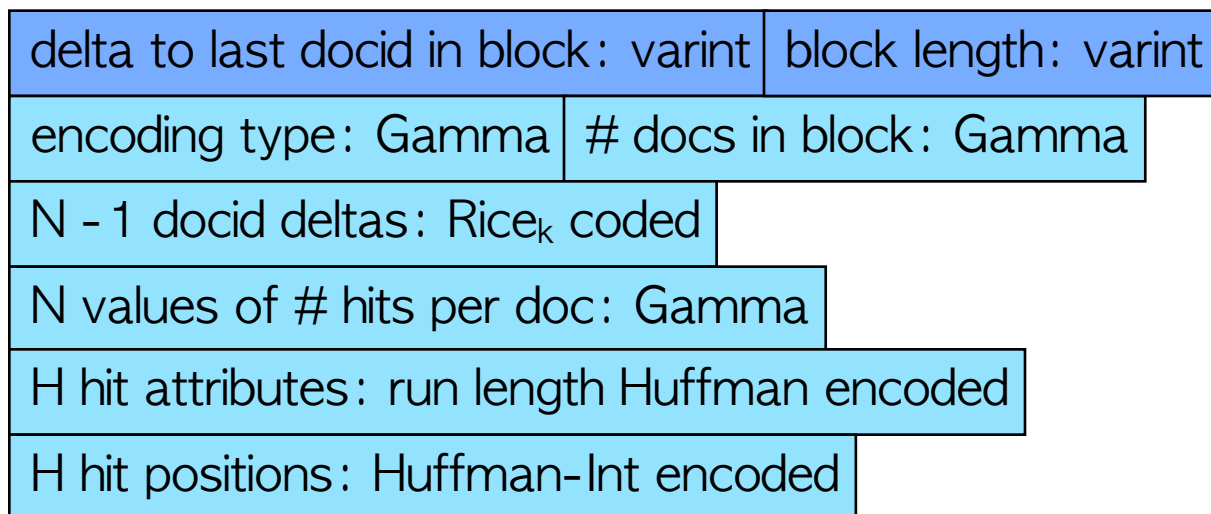 delta to last docid in block: varint block length: varint
encoding type: Gamma # docs in block: Gamma
N - 1 docid deltas: Riceₖ coded
N values of # hits per doc: Gamma
H hit attributes: run length Huffman encoded
H hit positions: Huffman-Int encoded